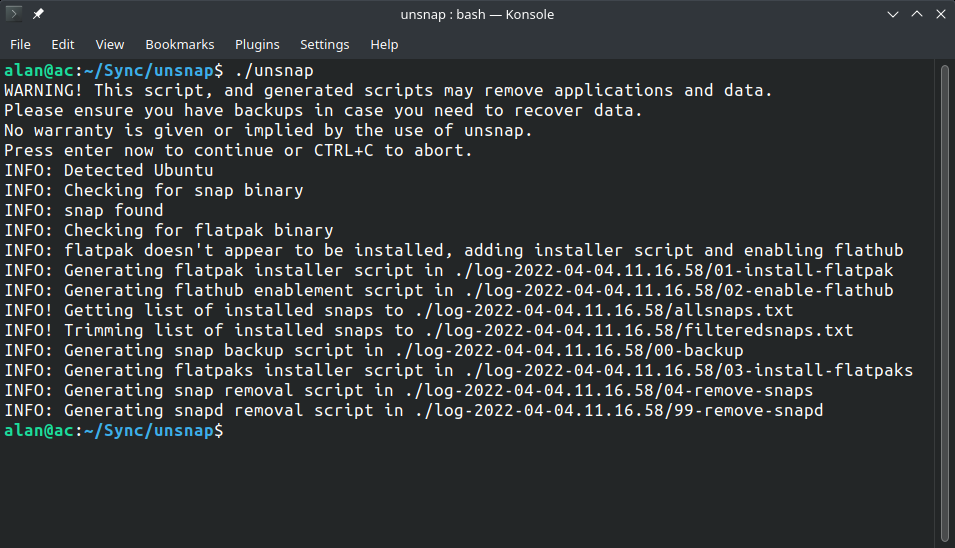 unsnap : bash — Konsole
File Edit View Bookmarks Plugins Settings Help
alan@ac:~/Sync/unsnap$ ./unsnap
WARNING! This script, and generated scripts may remove applications and data.
Please ensure you have backups in case you need to recover data.
No warranty is given or implied by the use of unsnap.
Press enter now to continue or CTRL+C to abort.
INFO: Detected Ubuntu
INFO: Checking for snap binary
INFO: snap found
INFO: Checking for flatpak binary
INFO: flatpak doesn't appear to be installed, adding installer script and enabling flathub
INFO: Generating flatpak installer script in ./log-2022-04-04.11.16.58/01-install-flatpak
INFO: Generating flathub enablement script in ./log-2022-04-04.11.16.58/02-enable-flathub
INFO! Getting list of installed snaps to ./log-2022-04-04.11.16.58/allsnaps.txt
INFO! Trimming list of installed snaps to ./log-2022-04-04.11.16.58/filteredsnaps.txt
INFO: Generating snap backup script in ./log-2022-04-04.11.16.58/00-backup
INFO: Generating flatpaks installer script in ./log-2022-04-04.11.16.58/03-install-flatpaks
INFO: Generating snap removal script in ./log-2022-04-04.11.16.58/04-remove-snaps
INFO: Generating snapd removal script in ./log-2022-04-04.11.16.58/99-remove-snapd
alan@ac:~/Sync/unsnap$